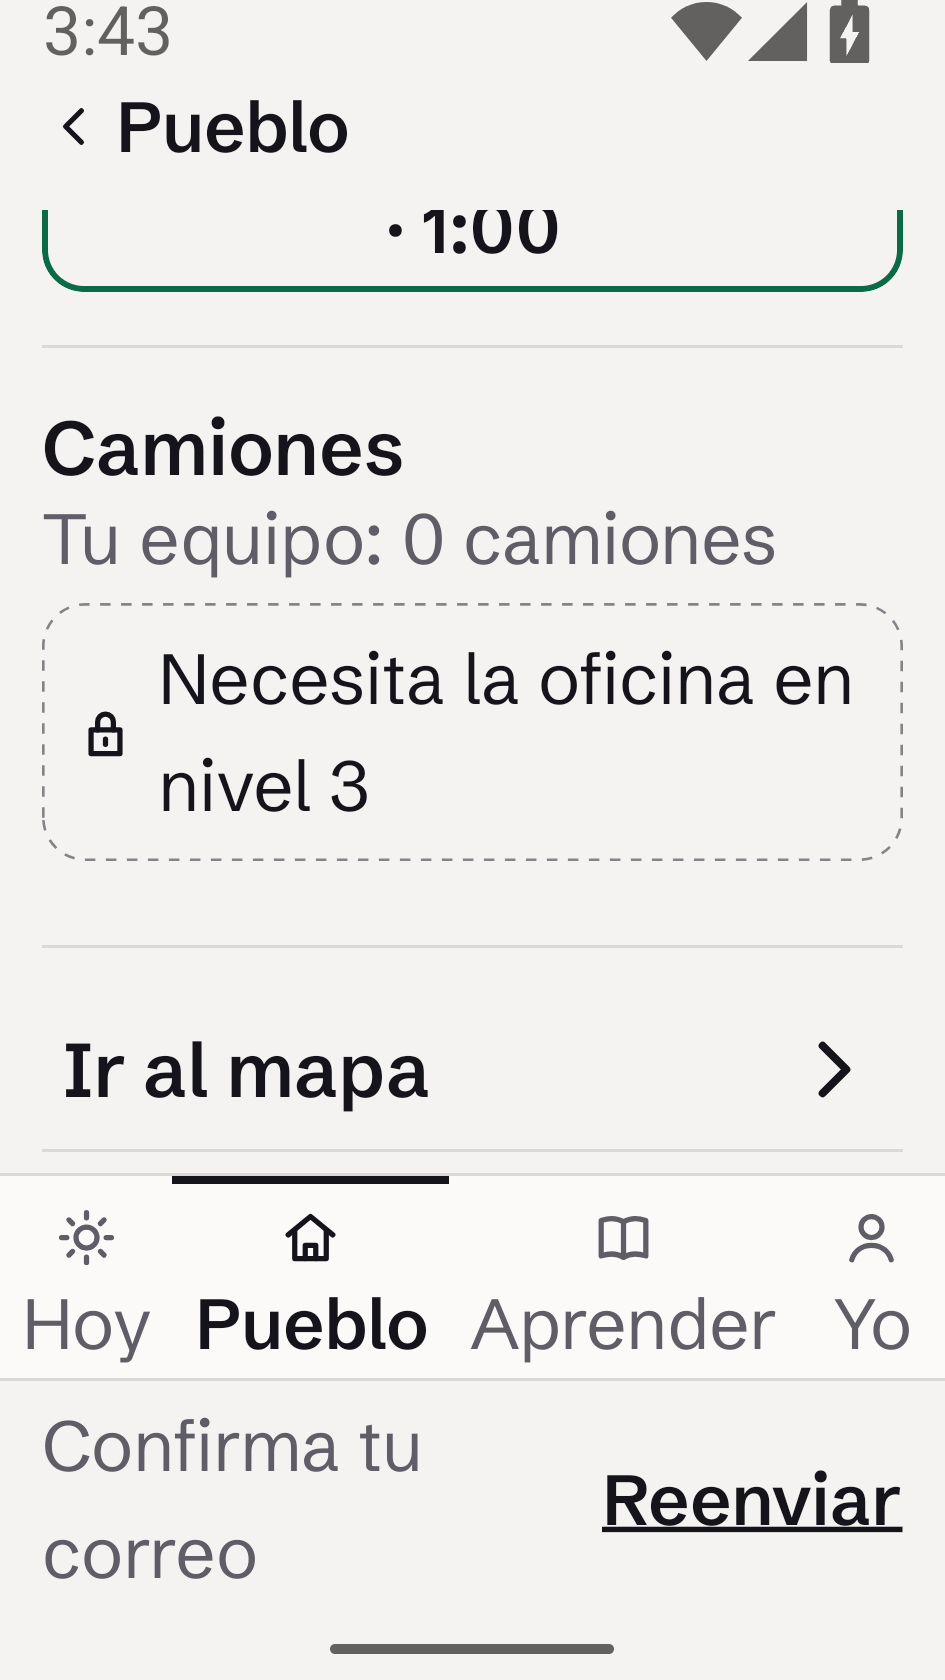 3:43
Pueblo
· 1:00
Camiones
Tu equipo: 0 camiones
Necesita la oficina en
nivel 3
Ir al mapa
Hoy
Pueblo
Aprender
Yo
Confirma tu
correo
Reenviar